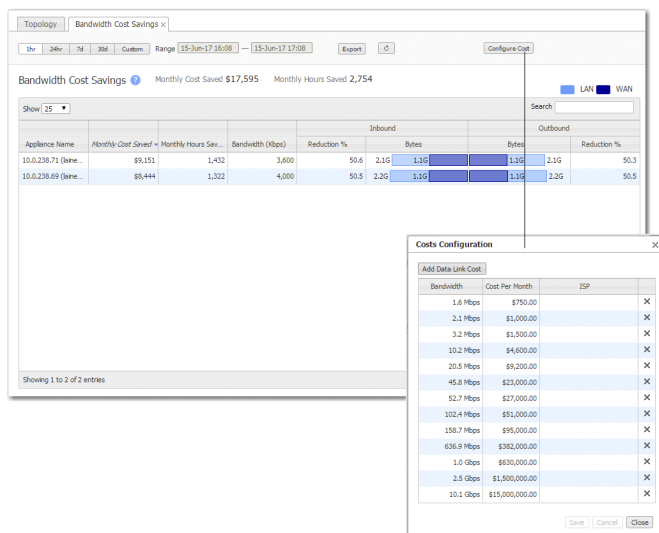 Topology Bandwidth Cost Savings ×
1hr 24hr 7d 30d Custom Range 15-Jun-17 16:08 — 15-Jun-17 17:08 Export Configure Cost
Bandwidth Cost Savings ? Monthly Cost Saved $17,595 Monthly Hours Saved 2,754
LAN WAN
Show 25 Search
Inbound Outbound
Appliance Name Monthly Cost Saved Monthly Hours Sav... Bandwidth (Kbps) Reduction % Bytes Bytes Reduction %
10.0.238.71 (laine... $9,151 1,432 3,600 50.6 2.1G 1.1G 1.1G 2.1G 50.3
10.0.238.69 (laine... $8,444 1,322 4,000 50.5 2.2G 1.1G 1.1G 2.2G 50.5
Showing 1 to 2 of 2 entries
Costs Configuration ×
Add Data Link Cost
Bandwidth Cost Per Month ISP
1.6 Mbps $750.00 ×
2.1 Mbps $1,000.00 ×
3.2 Mbps $1,500.00 ×
10.2 Mbps $4,600.00 ×
20.5 Mbps $9,200.00 ×
45.8 Mbps $23,000.00 ×
52.7 Mbps $27,000.00 ×
102.4 Mbps $51,000.00 ×
158.7 Mbps $95,000.00 ×
636.9 Mbps $382,000.00 ×
1.0 Gbps $630,000.00 ×
2.5 Gbps $1,500,000.00 ×
10.1 Gbps $15,000,000.00 ×
Save Cancel Close